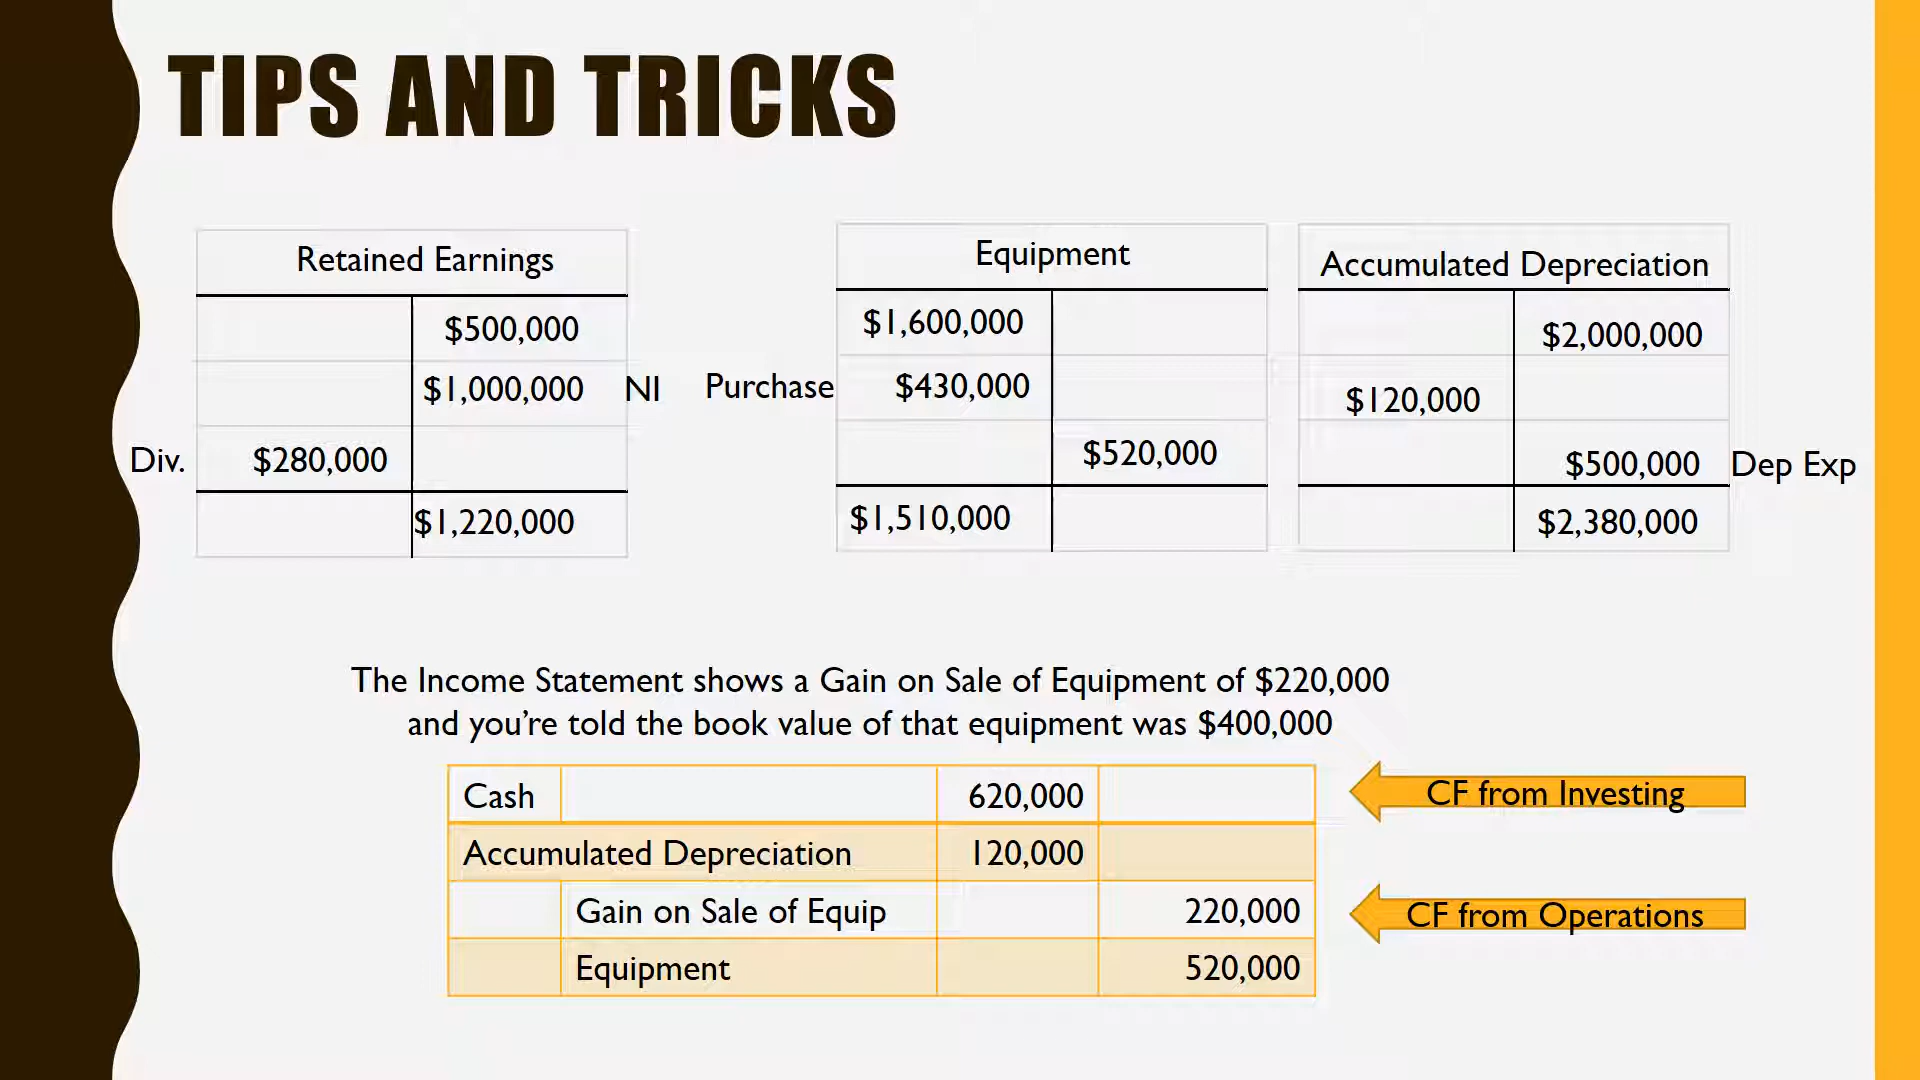 TIPS AND TRICKS
Retained Earnings
$500,000
$1,000,000 NI
Div. $280,000
$1,220,000
Equipment
$1,600,000
Purchase $430,000
$520,000
$1,510,000
Accumulated Depreciation
$2,000,000
$120,000
$500,000 Dep Exp
$2,380,000
The Income Statement shows a Gain on Sale of Equipment of $220,000
and you’re told the book value of that equipment was $400,000
Cash 620,000
CF from Investing
Accumulated Depreciation 120,000
Gain on Sale of Equip 220,000
CF from Operations
Equipment 520,000